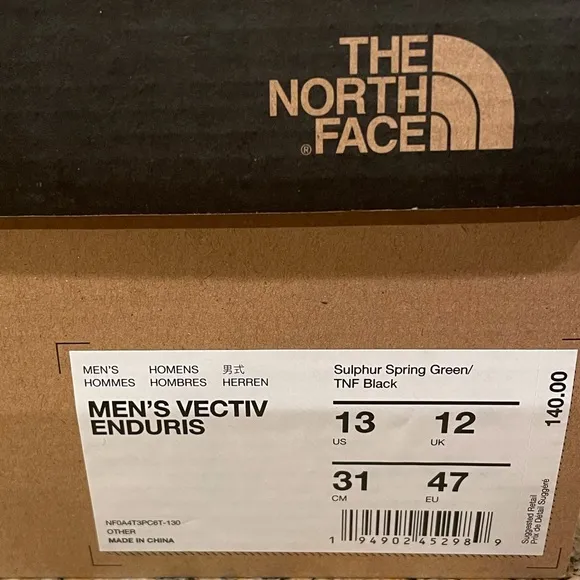 THE
NORTH
FACE
®
MEN'S HOMENS 男式
HOMMES HOMBRES HERREN
MEN'S VECTIV
ENDURIS
NF0A4T3PC6T-130
OTHER
MADE IN CHINA
Sulphur Spring Green/
TNF Black
13 12
US UK
31 47
CM EU
1 94902 45298 9
140.00
Suggested Retail
Prix de Détail Suggéré